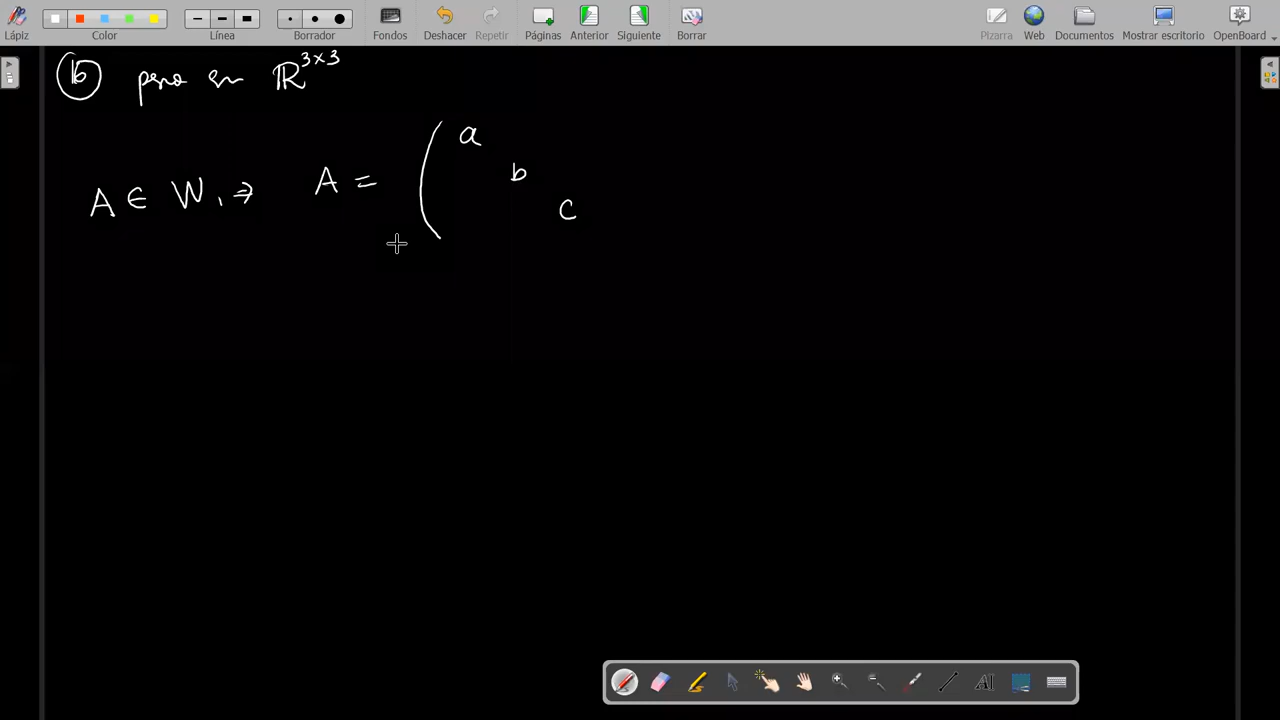 Lápiz Color Línea Borrador Fondos Deshacer Repetir Páginas Anterior Siguiente Borrar Pizarra Web Documentos Mostrar escritorio OpenBoard
(b) pero en ℝ^{3×3}
A ∈ W₁ ⇒ A = ( a
b
c